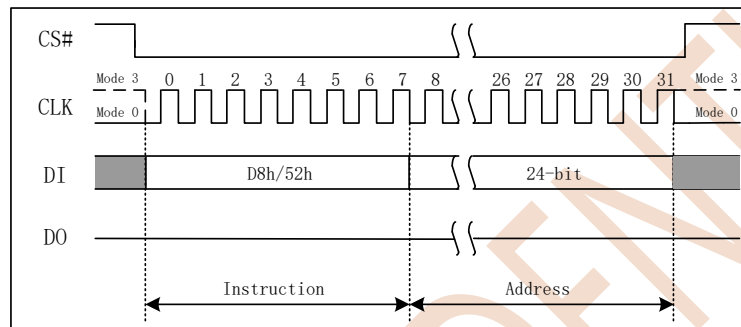 CS#
Mode 3 0 1 2 3 4 5 6 7 8 26 27 28 29 30 31 Mode 3
CLK Mode 0 Mode 0
DI D8h/52h 24-bit
DO
Instruction Address